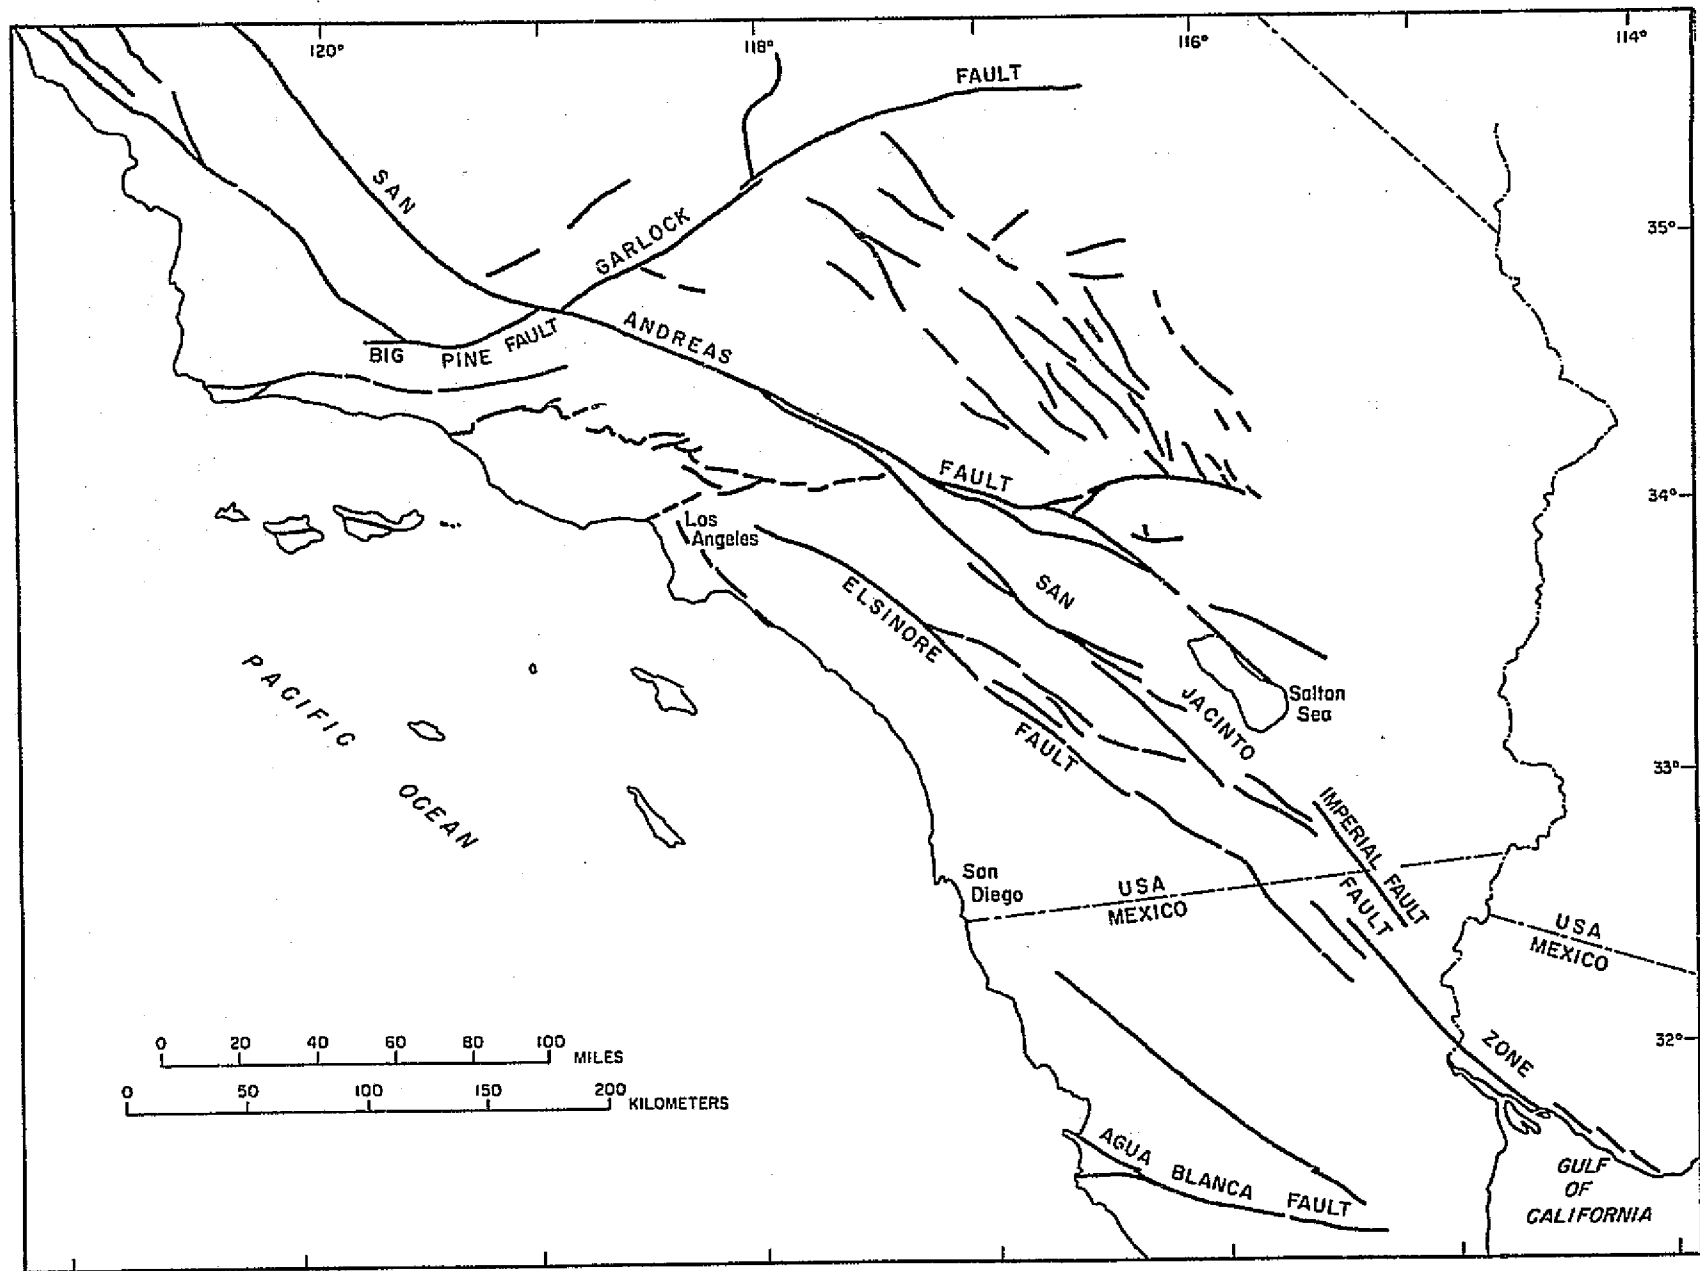 120°
118°
116°
114°
FAULT
SAN
GARLOCK
35°
ANDREAS
BIG PINE FAULT
FAULT
34°
Los
Angeles
SAN
ELSINORE
PACIFIC
OCEAN
Salton
Sea
JACINTO
FAULT
33°
IMPERIAL FAULT
FAULT
San
Diego
USA
MEXICO
USA
MEXICO
0 20 40 60 80 100 MILES
0 50 100 150 200 KILOMETERS
32°
ZONE
AGUA BLANCA FAULT
GULF
OF
CALIFORNIA